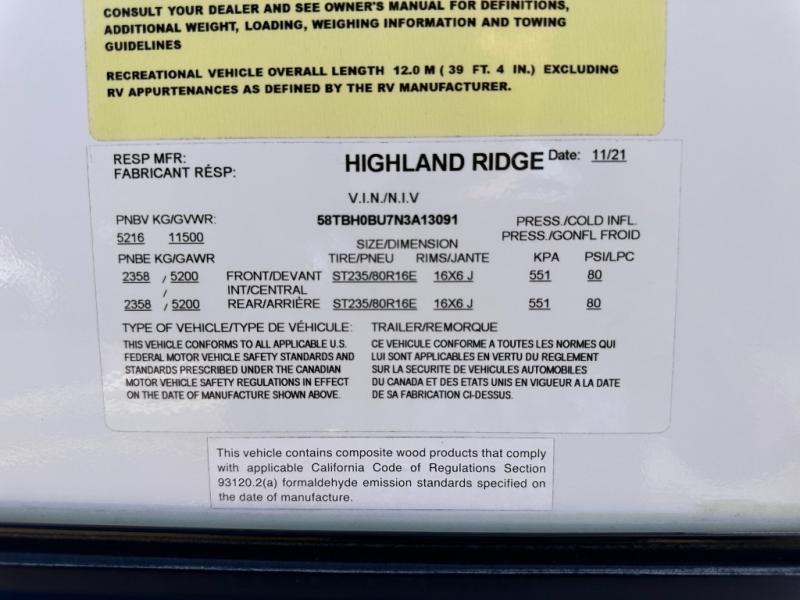 CONSULT YOUR DEALER AND SEE OWNER'S MANUAL FOR DEFINITIONS,
ADDITIONAL WEIGHT, LOADING, WEIGHING INFORMATION AND TOWING
GUIDELINES
RECREATIONAL VEHICLE OVERALL LENGTH 12.0 M ( 39 FT. 4 IN.) EXCLUDING
RV APPURTENANCES AS DEFINED BY THE RV MANUFACTURER.
RESP MFR: HIGHLAND RIDGE Date: 11/21
FABRICANT RÉSP:
V.I.N./N.I.V
PNBV KG/GVWR: 58TBH0BU7N3A13091 PRESS./COLD INFL.
5216 11500 SIZE/DIMENSION PRESS./GONFL FROID
PNBE KG/GAWR TIRE/PNEU RIMS/JANTE KPA PSI/LPC
2358 / 5200 FRONT/DEVANT ST235/80R16E 16X6 J 551 80
/ INT/CENTRAL
2358 / 5200 REAR/ARRIÈRE ST235/80R16E 16X6 J 551 80
TYPE OF VEHICLE/TYPE DE VÉHICULE: TRAILER/REMORQUE
THIS VEHICLE CONFORMS TO ALL APPLICABLE U.S.
FEDERAL MOTOR VEHICLE SAFETY STANDARDS AND
STANDARDS PRESCRIBED UNDER THE CANADIAN
MOTOR VEHICLE SAFETY REGULATIONS IN EFFECT
ON THE DATE OF MANUFACTURE SHOWN ABOVE.
CE VEHICULE CONFORME A TOUTES LES NORMES QUI
LUI SONT APPLICABLES EN VERTU DU REGLEMENT
SUR LA SECURITE DE VEHICULES AUTOMOBILES
DU CANADA ET DES ETATS UNIS EN VIGUEUR A LA DATE
DE SA FABRICATION CI-DESSUS.
This vehicle contains composite wood products that comply
with applicable California Code of Regulations Section
93120.2(a) formaldehyde emission standards specified on
the date of manufacture.